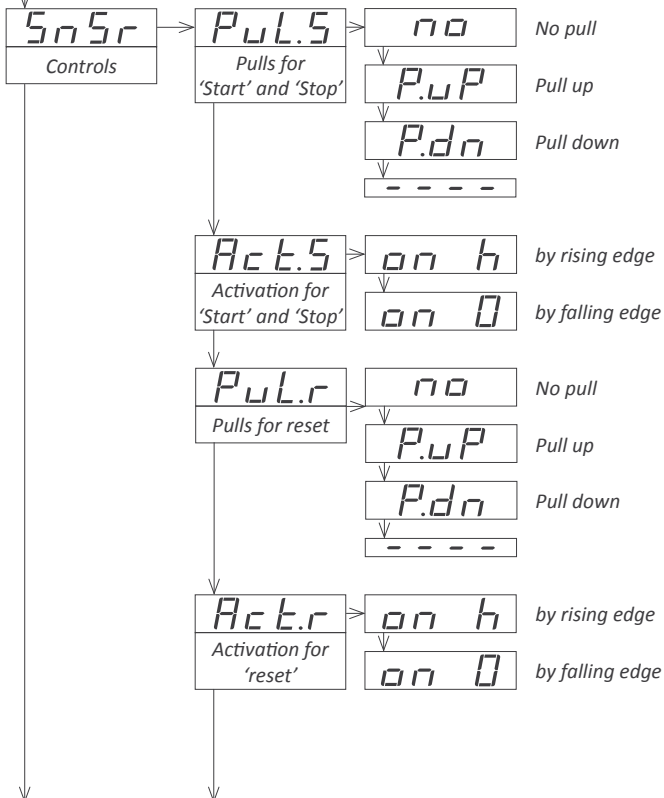 SnSr
Controls
PuL.S
Pulls for
‘Start’ and ‘Stop’
no
No pull
P.uP
Pull up
P.dn
Pull down
- - - -
Act.S
Activation for
‘Start’ and ‘Stop’
on h
by rising edge
on 0
by falling edge
PuL.r
Pulls for reset
no
No pull
P.uP
Pull up
P.dn
Pull down
- - - -
Act.r
Activation for
‘reset’
on h
by rising edge
on 0
by falling edge